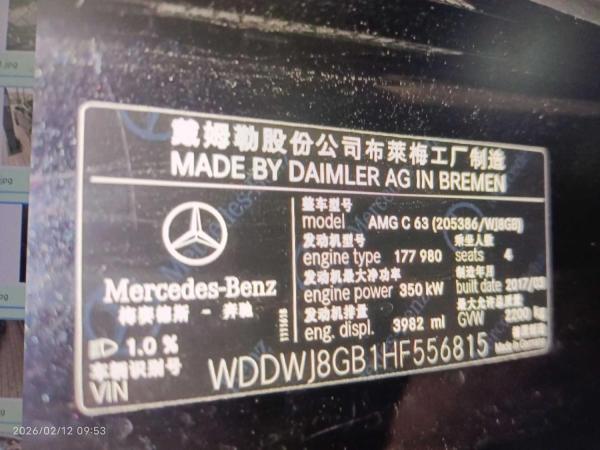 .jpg
jpg
jpg
戴姆勒股份公司布萊梅工厂制造
MADE BY DAIMLER AG IN BREMEN
整车型号
model AMG C 63 (205386/WJ8GB)
发动机型号 乘坐人数
engine type 177 980 seats 4
发动机最大净功率 制造年月
engine power 350 kW built date 2017/03
发动机排量 最大允许总质量
eng. displ. 3982 ml GVW 2200 kg
Mercedes-Benz
梅赛德斯 - 奔驰
1.0 %
车辆识别号
VIN WDDWJ8GB1HF556815
Made in Germany
2026/02/12 09:53